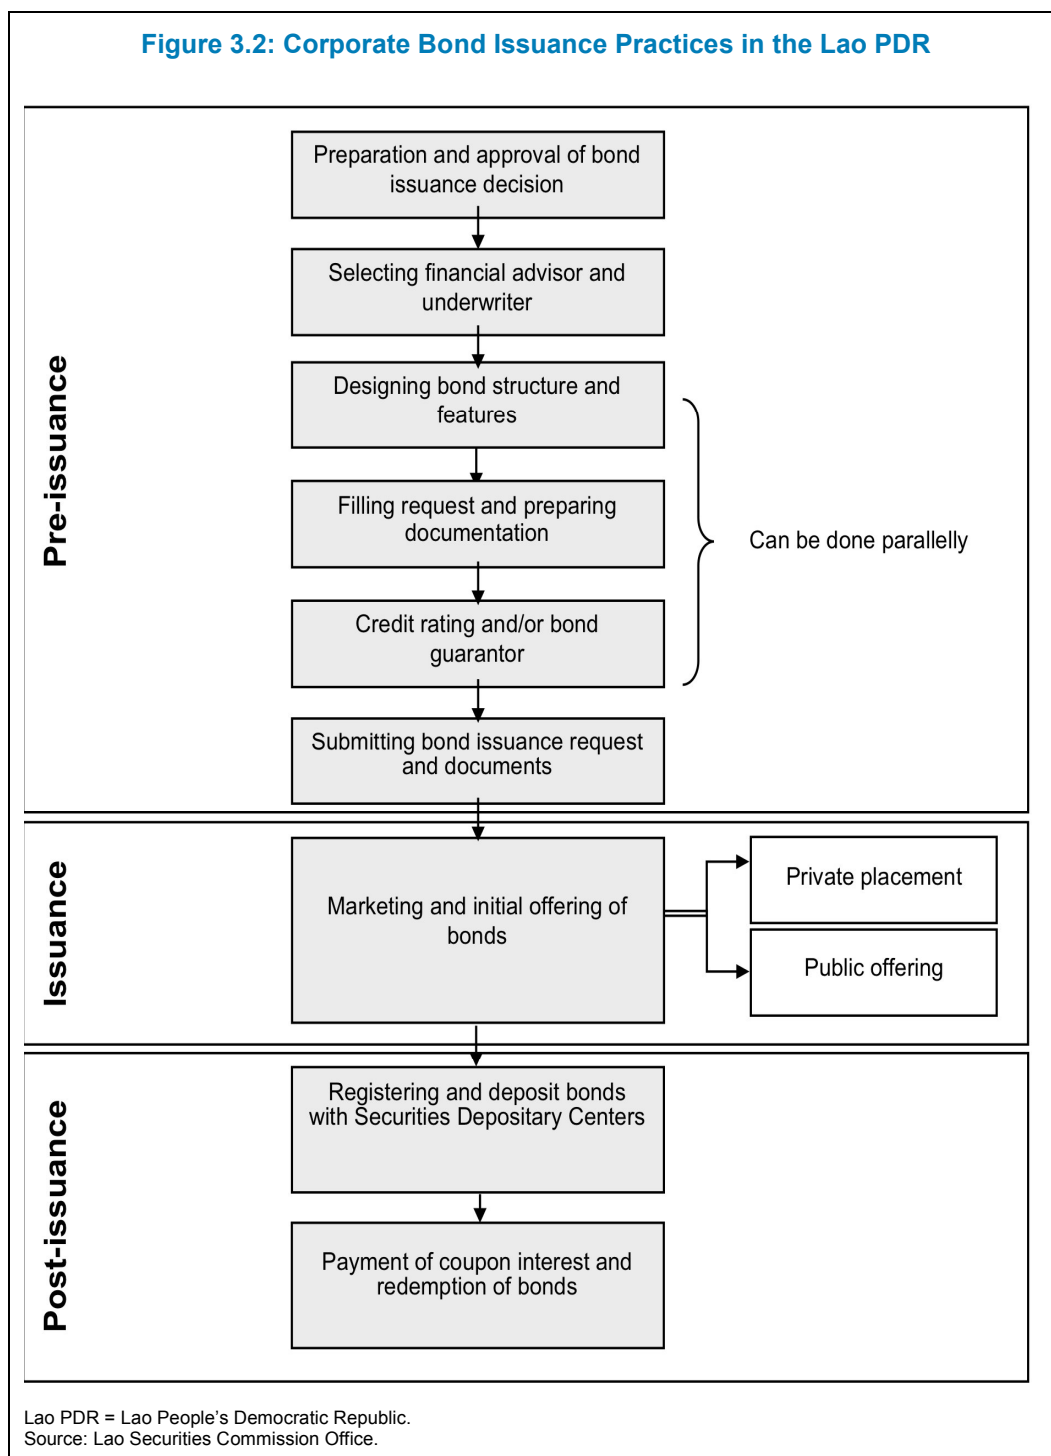 Figure 3.2: Corporate Bond Issuance Practices in the Lao PDR
Pre-issuance
Preparation and approval of bond
issuance decision
Selecting financial advisor and
underwriter
Designing bond structure and
features
Filling request and preparing
documentation
Credit rating and/or bond
guarantor
Can be done parallelly
Submitting bond issuance request
and documents
Issuance
Marketing and initial offering of
bonds
Private placement
Public offering
Post-issuance
Registering and deposit bonds
with Securities Depositary Centers
Payment of coupon interest and
redemption of bonds
Lao PDR = Lao People’s Democratic Republic.
Source: Lao Securities Commission Office.